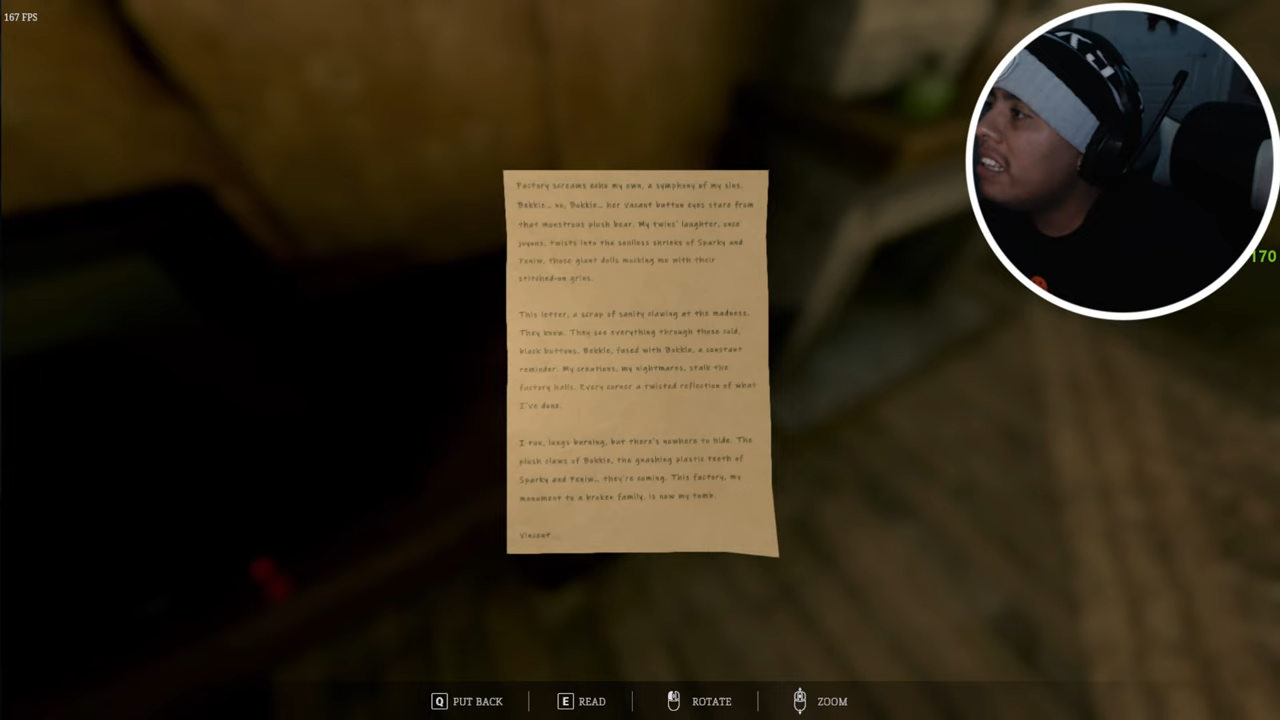 167 FPS
Factory screams echo my own, a symphony of my sins.
Bekkie... no, Bokkie... her vacant button eyes stare from
that monstrous plush bear. My twins' laughter, once
joyous, twists into the soulless shrieks of Sparky and
those giant dolls mocking me with their
stitched-on grins.
This letter, a scrap of sanity clawing at the madness.
They know. They see everything through those cold,
black buttons. Bekkie, fused with Bokkie, a constant
reminder. My creations, my nightmares, stalk the
factory halls. Every corner a twisted reflection of what
I've done.
I run, lungs burning, but there's nowhere to hide. The
plush claws of Bokkie, the gnashing plastic teeth of
Sparky and they're coming. This factory, my
monument to a broken family, is now my tomb.
Vincent
170
Q PUT BACK
E READ
ROTATE
ZOOM